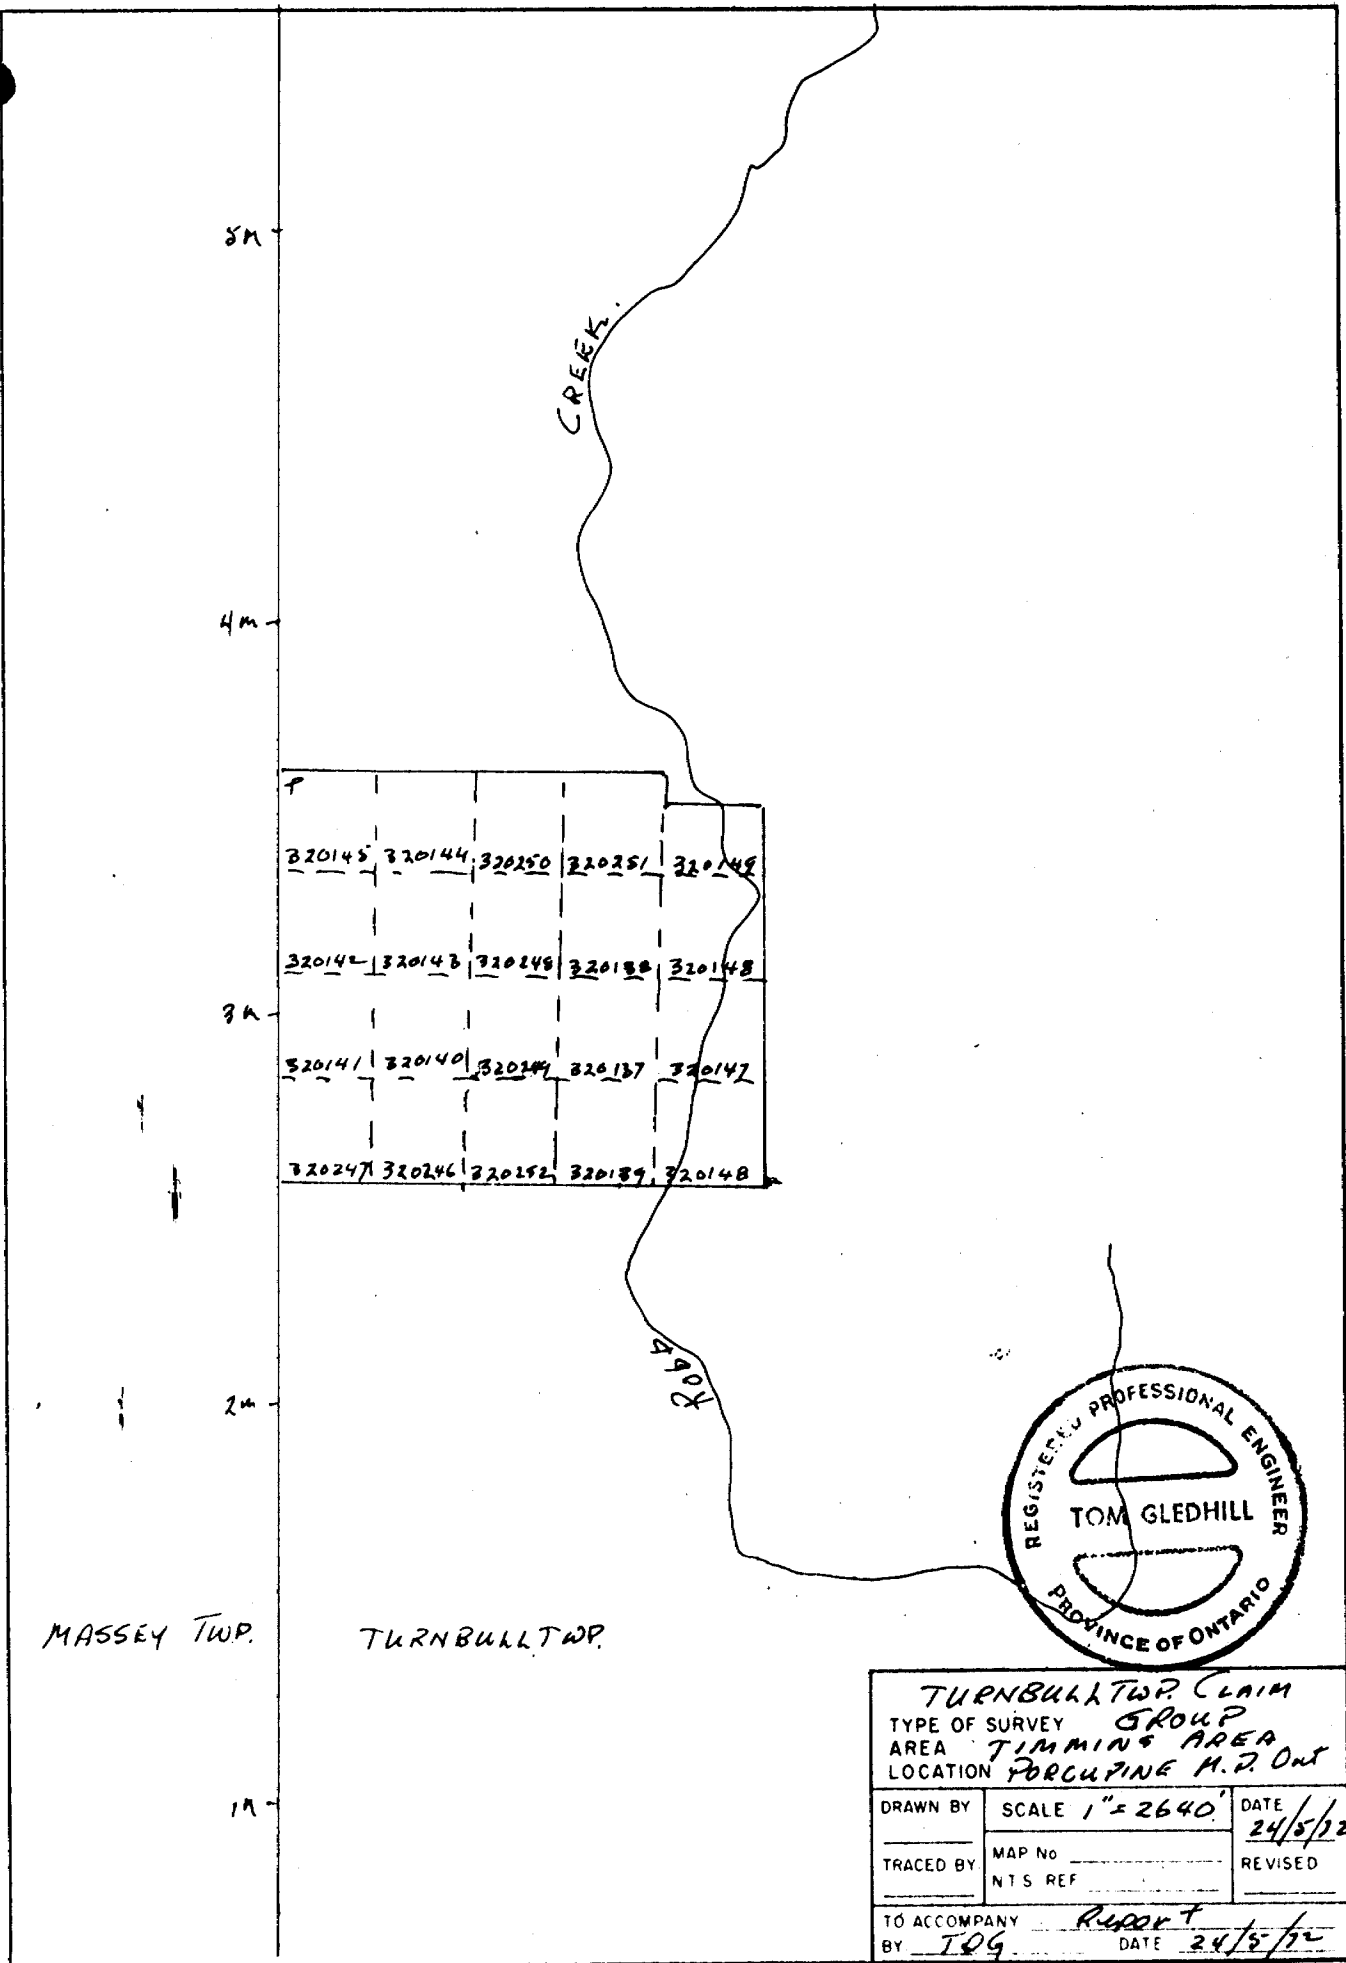 5M
CREEK.
4m
P
320145 320144 320250 320251 320149
320142 320143 320248 320138 320148
3M
320141 320140 320249 320137 320147
320247 320246 320252 320139 320148
Robb
2m
REGISTERED PROFESSIONAL ENGINEER
TOM GLEDHILL
PROVINCE OF ONTARIO
MASSEY TWP. TURNBULL TWP.
1M
TURNBULL TWP. CLAIM
TYPE OF SURVEY GROUP
AREA TIMMINS AREA
LOCATION PORCUPINE M.D. Ont
DRAWN BY
SCALE 1"=2640'
DATE 24/5/72
TRACED BY
MAP No
N T S REF
REVISED
TO ACCOMPANY Report
BY TDG DATE 24/5/72